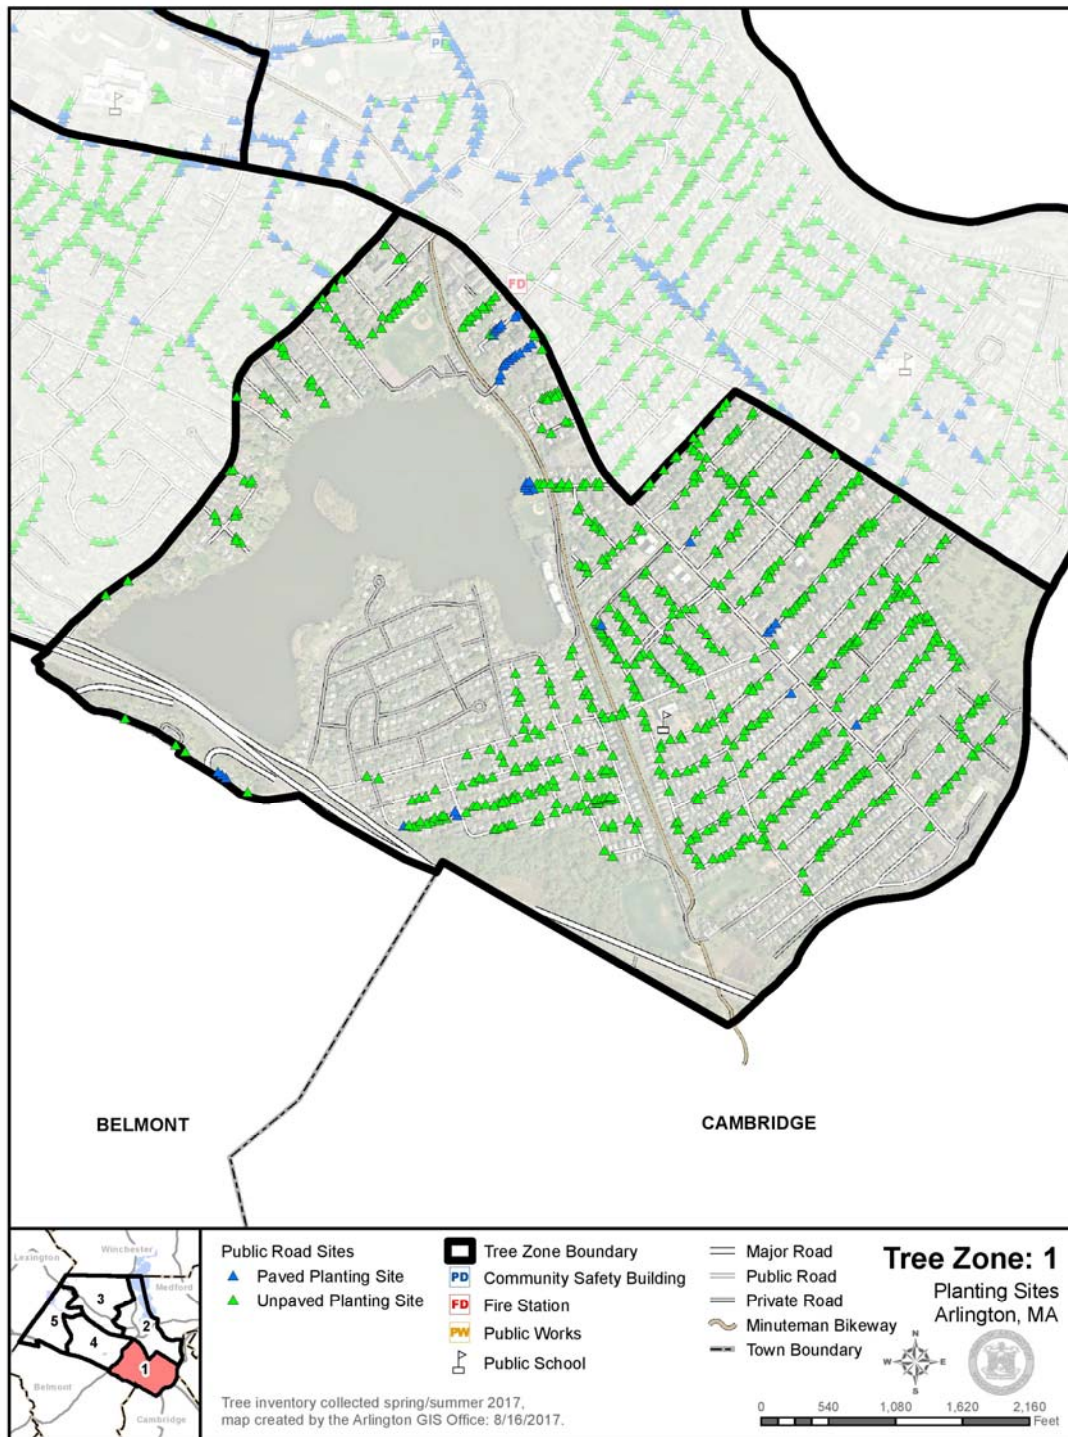 PD
FD
BELMONT
CAMBRIDGE
Lexington
Winchester
Medford
3
2
5
4
1
Belmont
Cambridge
Public Road Sites
Paved Planting Site
Unpaved Planting Site
Tree Zone Boundary
PD Community Safety Building
FD Fire Station
PW Public Works
Public School
Major Road
Public Road
Private Road
Minuteman Bikeway
Town Boundary
Tree Zone: 1
Planting Sites
Arlington, MA
N
W E
S
0 540 1,080 1,620 2,160
Feet
Tree inventory collected spring/summer 2017,
map created by the Arlington GIS Office: 8/16/2017.